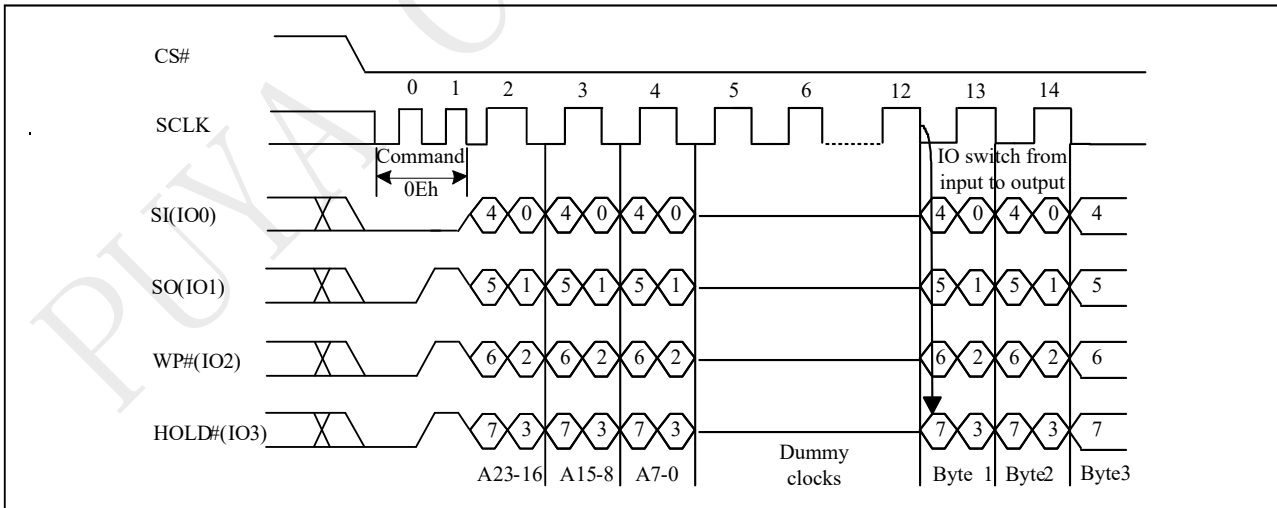 PUYA C
CS#
0 1 2 3 4 5 6 12 13 14
SCLK
Command
0Eh
IO switch from
input to output
SI(IO0)
4 0 4 0 4 0 4 0 4 0 4
SO(IO1)
5 1 5 1 5 1 5 1 5 1 5
WP#(IO2)
6 2 6 2 6 2 6 2 6 2 6
HOLD#(IO3)
7 3 7 3 7 3 7 3 7 3 7
Dummy
clocks
A23-16 A15-8 A7-0 Byte 1 Byte2 Byte3